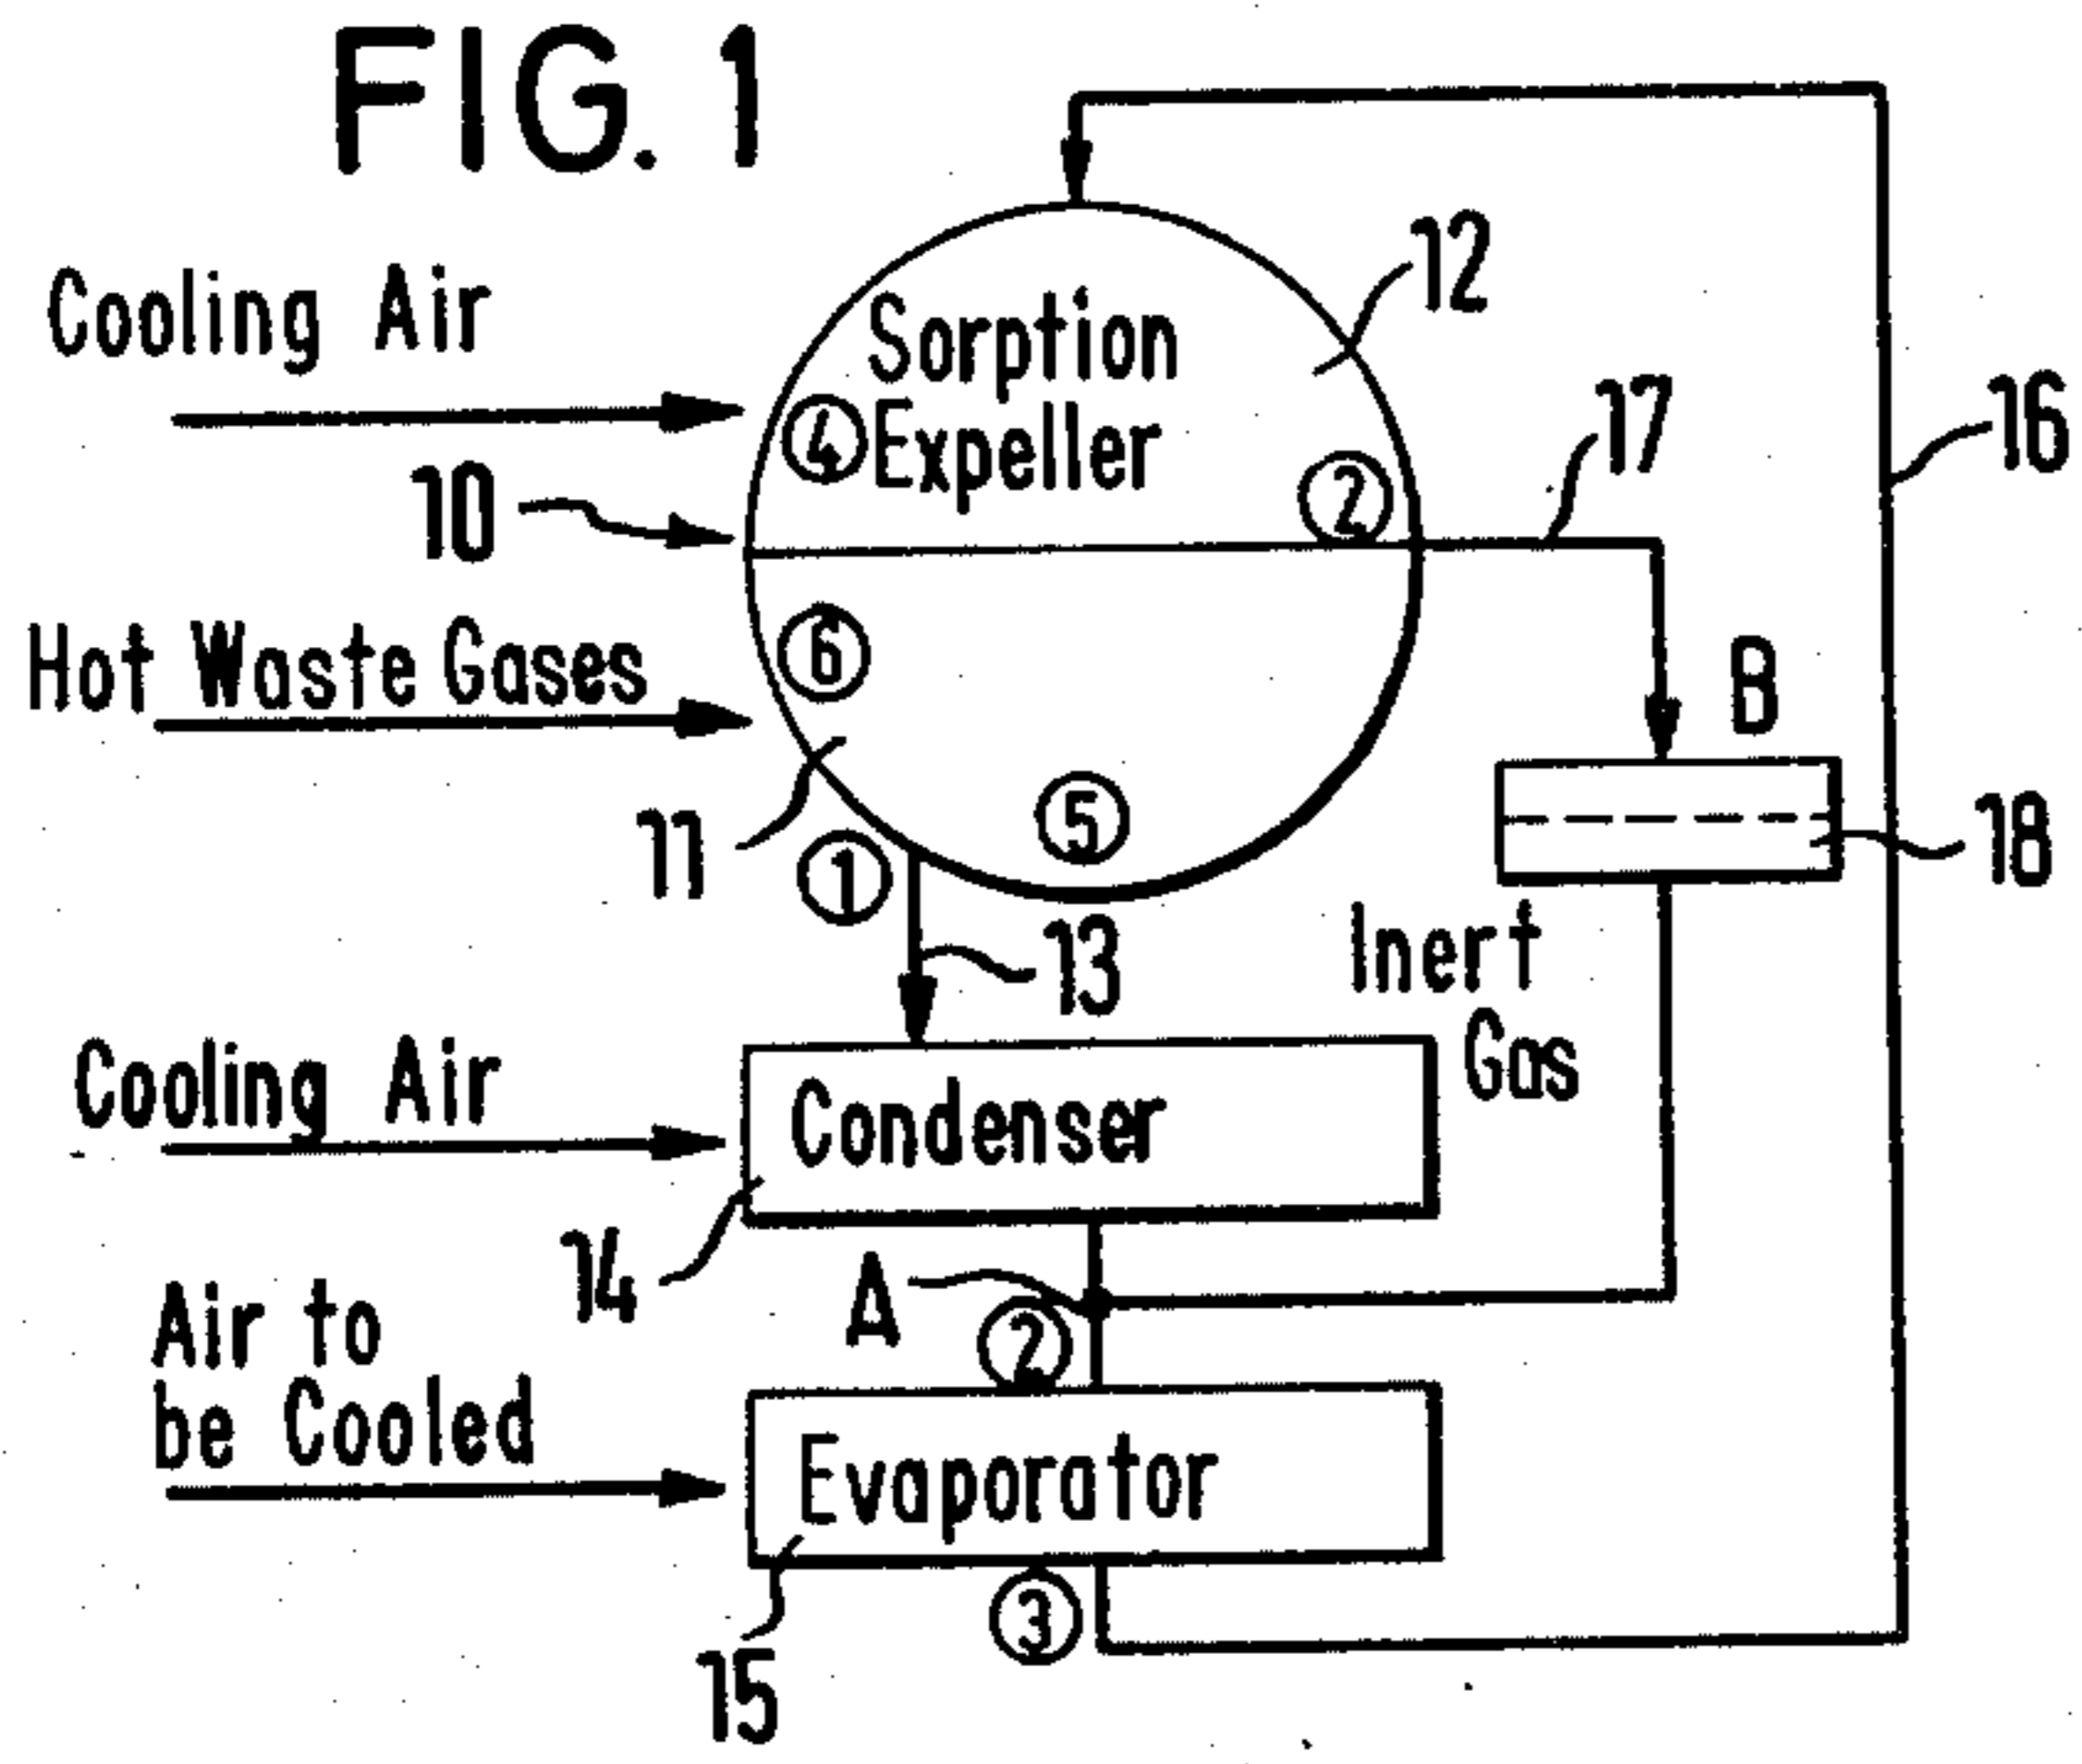 FIG. 1
12
Cooling Air
Sorption
④ Expeller
17
16
10
②
Hot Waste Gases
⑥
B
11
⑤
18
①
13
Inert
Gas
Cooling Air
Condenser
14
A
②
Air to
be Cooled
Evaporator
③
15